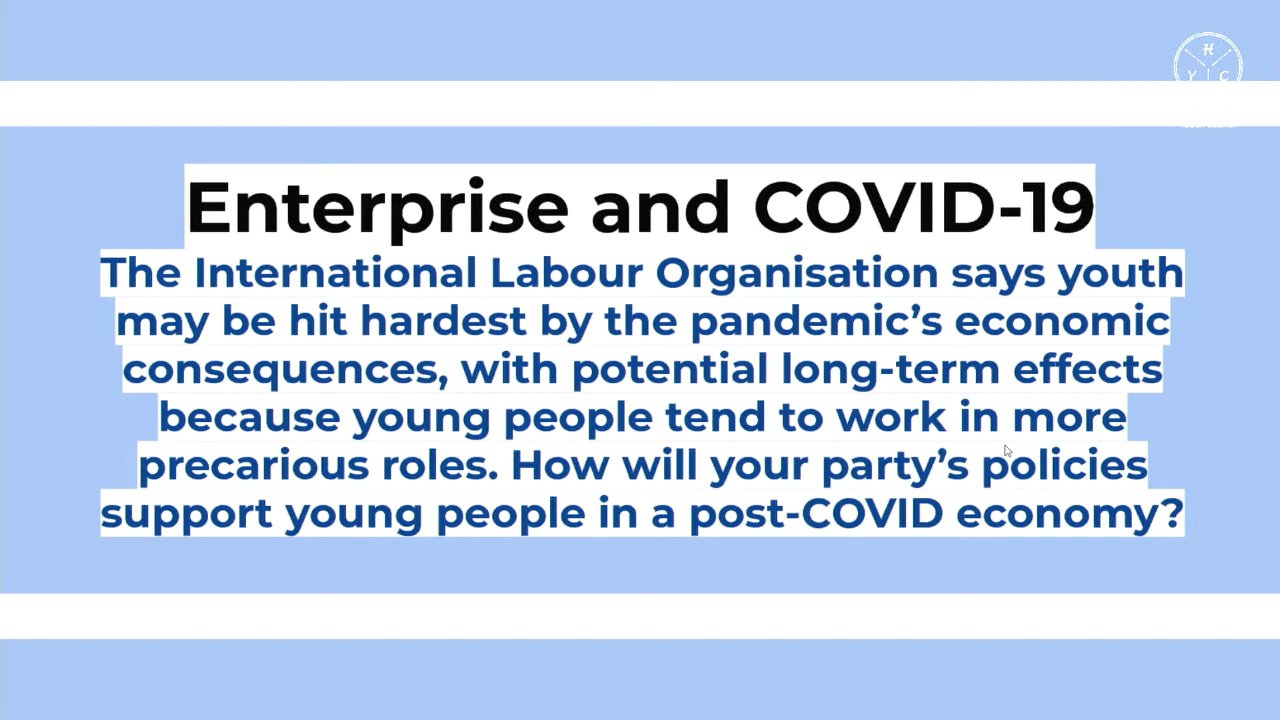 H
Y C
Enterprise and COVID-19
The International Labour Organisation says youth
may be hit hardest by the pandemic's economic
consequences, with potential long-term effects
because young people tend to work in more
precarious roles. How will your party's policies
support young people in a post-COVID economy?